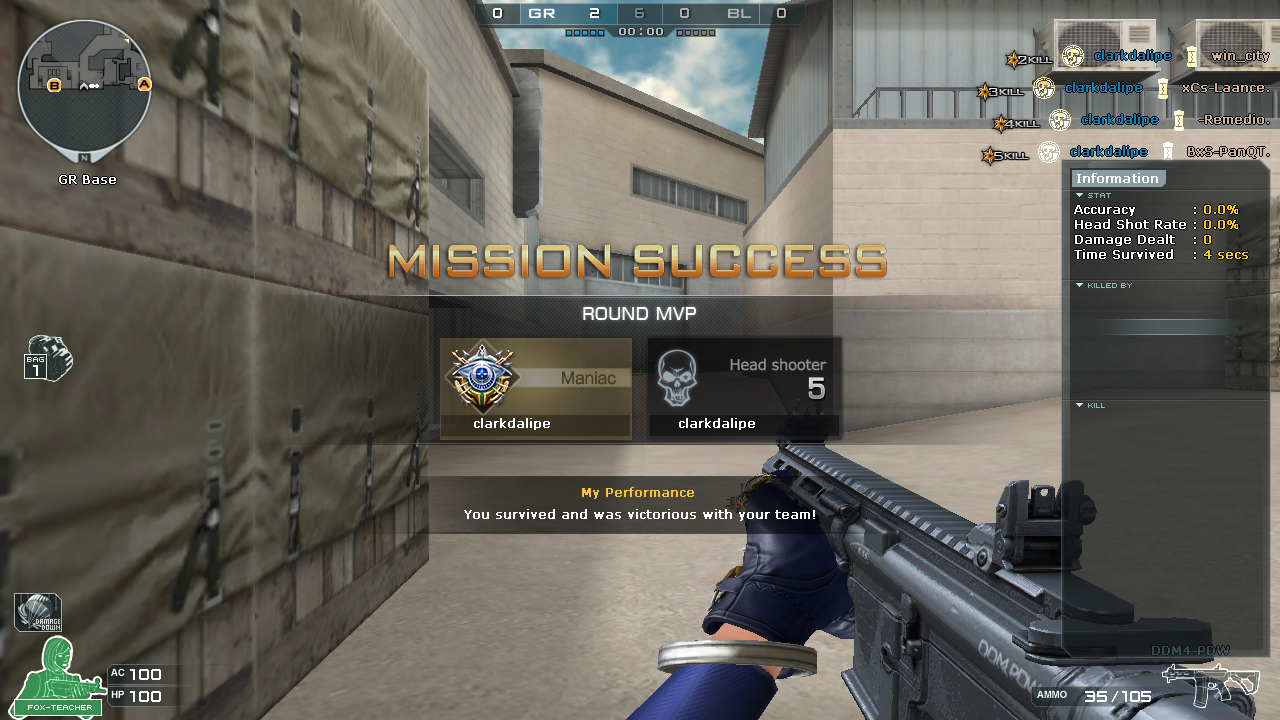 0 GR 2 6 0 BL 0
00:00
2KILL clarkdalipe win_city
3KILL clarkdalipe xCs-Laance.
4KILL clarkdalipe -Remedio.
5KILL clarkdalipe Bx3-PanQT.
B
A
N
GR Base
Information
STAT
Accuracy : 0.0%
Head Shot Rate : 0.0%
Damage Dealt : 0
Time Survived : 4 secs
KILLED BY
KILL
MISSION SUCCESS
ROUND MVP
Maniac
clarkdalipe
Head shooter
5
clarkdalipe
My Performance
You survived and was victorious with your team!
BAG
1
DAMAGE
DOWN
AC 100
HP 100
FOX-TEACHER
DDM4-PDW
AMMO 35/105